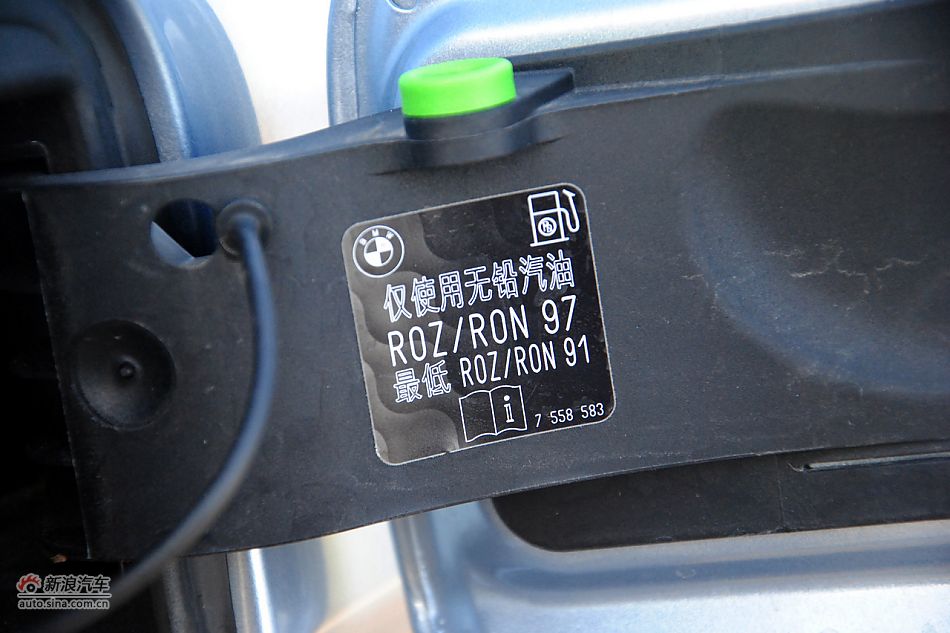 BMW
仅使用无铅汽油
ROZ/RON 97
最低 ROZ/RON 91
i
7 558 583
新浪汽车
auto.sina.com.cn